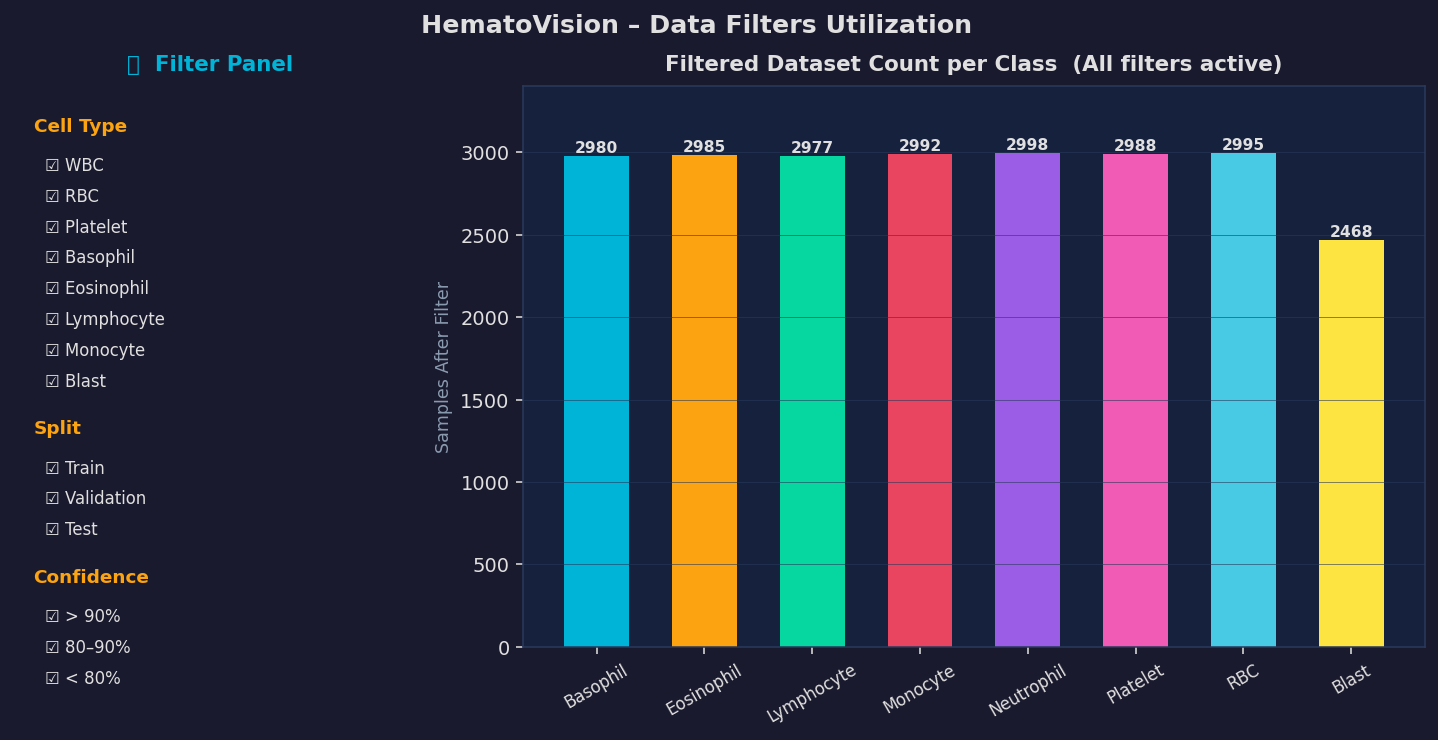 HematoVision – Data Filters Utilization
Filter Panel
Cell Type
☑ WBC
☑ RBC
☑ Platelet
☑ Basophil
☑ Eosinophil
☑ Lymphocyte
☑ Monocyte
☑ Blast
Split
☑ Train
☑ Validation
☑ Test
Confidence
☑ > 90%
☑ 80–90%
☑ < 80%
Filtered Dataset Count per Class  (All filters active)
Samples After Filter
3000
2500
2000
1500
1000
500
0
2980
2985
2977
2992
2998
2988
2995
2468
Basophil
Eosinophil
Lymphocyte
Monocyte
Neutrophil
Platelet
RBC
Blast